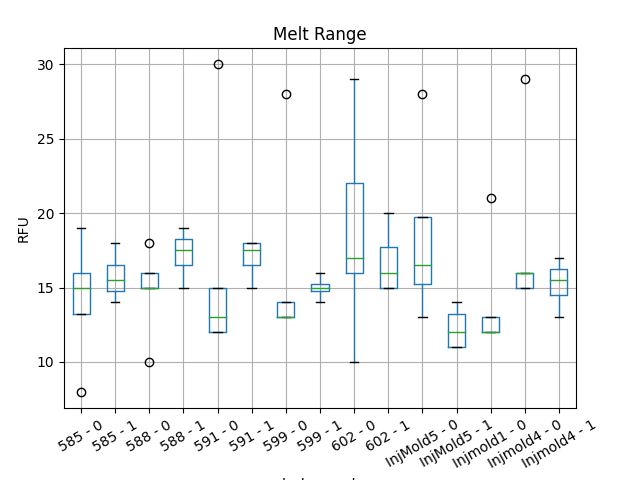 Melt Range
RFU
30
25
20
15
10
585 - 0
585 - 1
588 - 0
588 - 1
591 - 0
591 - 1
599 - 0
599 - 1
602 - 0
602 - 1
InjMold5 - 0
InjMold5 - 1
Injmold1 - 0
Injmold4 - 0
Injmold4 - 1